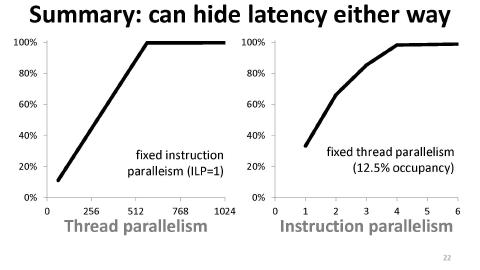 Summary: can hide latency either way
100%
80%
60%
40%
20%
0%
0 256 512 768 1024
fixed instruction
paralleism (ILP=1)
Thread parallelism
100%
80%
60%
40%
20%
0%
0 1 2 3 4 5 6
fixed thread parallelism
(12.5% occupancy)
Instruction parallelism
22